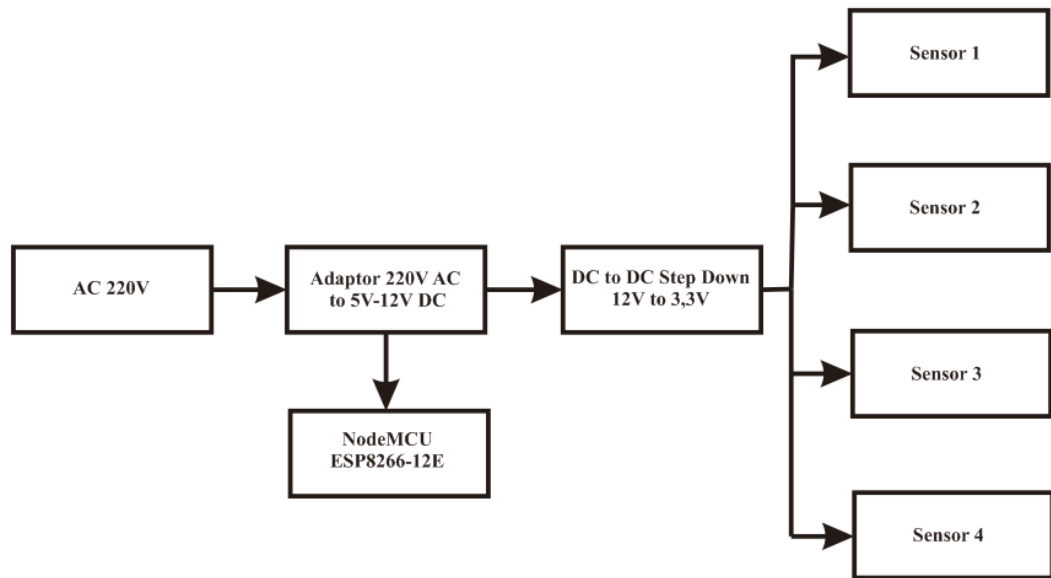 Sensor 1
Sensor 2
AC 220V
Adaptor 220V AC
to 5V-12V DC
DC to DC Step Down
12V to 3,3V
Sensor 3
NodeMCU
ESP8266-12E
Sensor 4